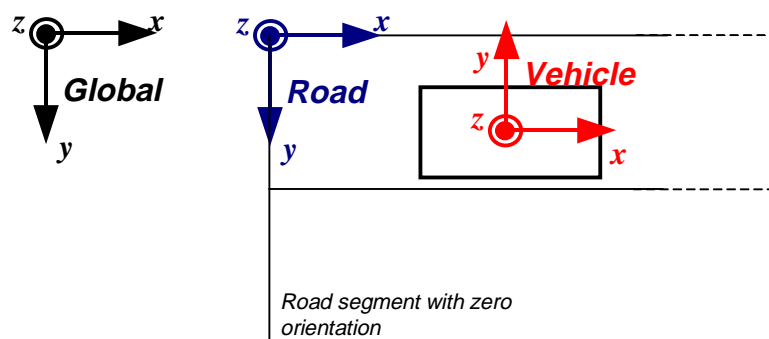 z x
Global
y
z x
Road
y
y Vehicle
z
x
Road segment with zero
orientation